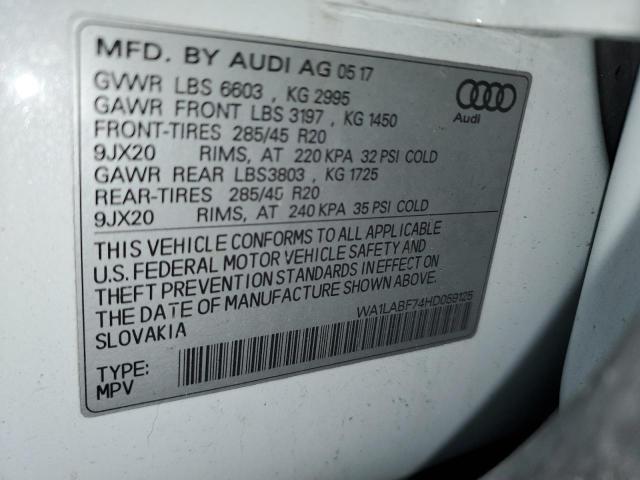 MFD. BY AUDI AG 05 17
GVWR LBS 6603 , KG 2995
GAWR FRONT LBS 3197 , KG 1450
FRONT-TIRES 285/45 R20
9JX20 RIMS, AT 220 KPA 32 PSI COLD
GAWR REAR LBS3803 , KG 1725
REAR-TIRES 285/45 R20
9JX20 RIMS, AT 240 KPA 35 PSI COLD
Audi
THIS VEHICLE CONFORMS TO ALL APPLICABLE
U.S. FEDERAL MOTOR VEHICLE SAFETY AND
THEFT PREVENTION STANDARDS IN EFFECT ON
THE DATE OF MANUFACTURE SHOWN ABOVE.
SLOVAKIA
WA1LABF74HD059125
TYPE:
MPV